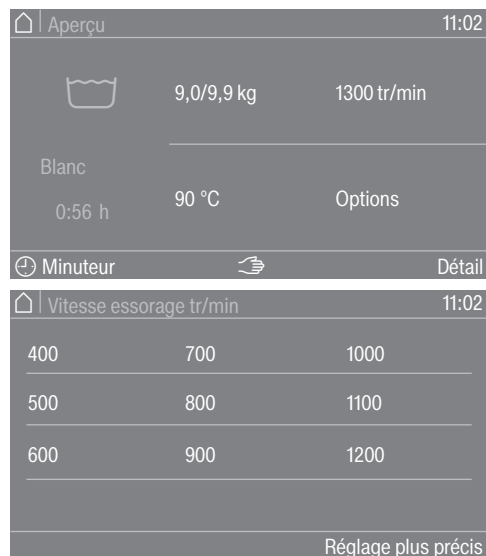 Aperçu 11:02
9,0/9,9 kg 1300 tr/min
Blanc
90 °C Options
0:56 h
Minuteur Détail
Vitesse essorage tr/min 11:02
400 700 1000
500 800 1100
600 900 1200
Réglage plus précis